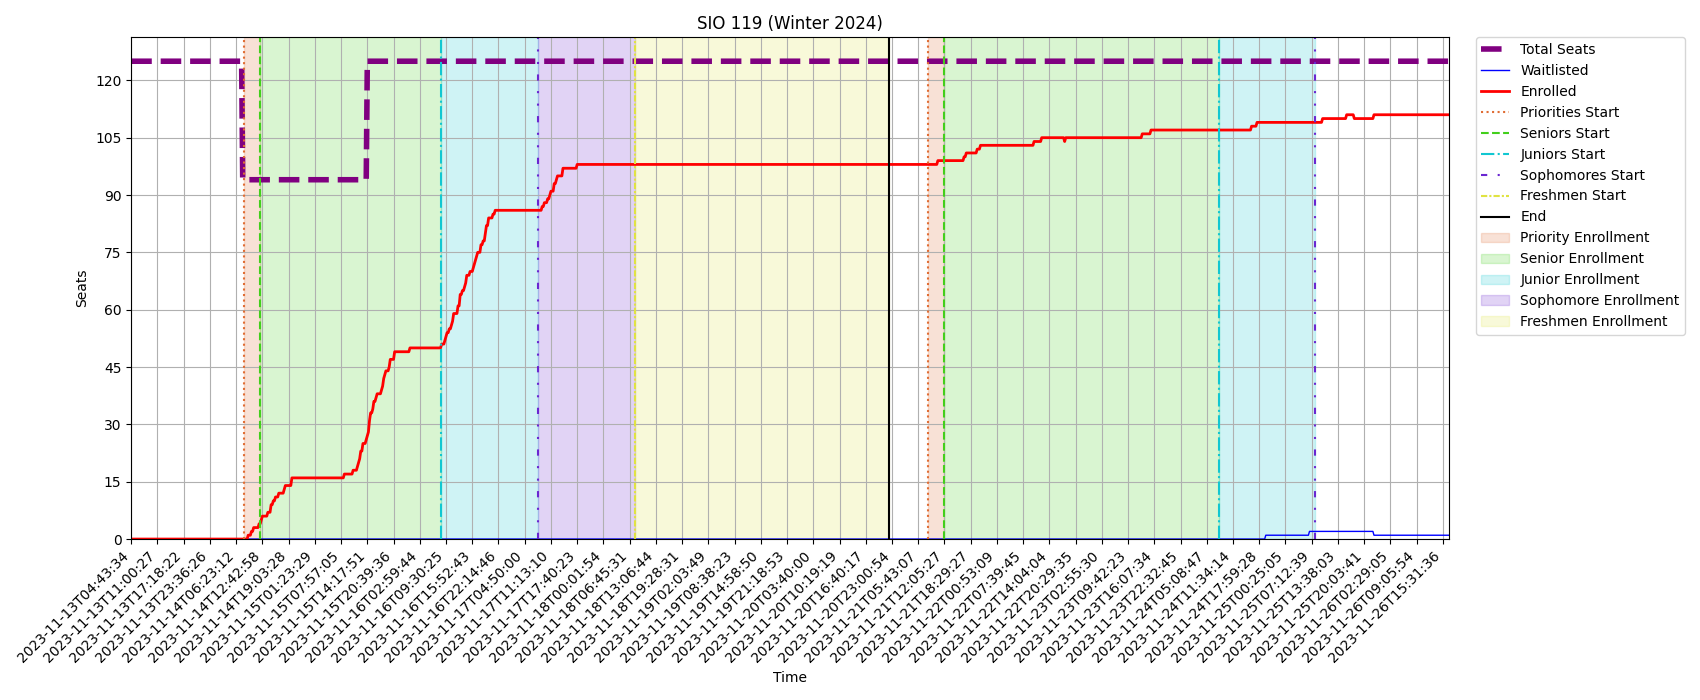 SIO 119 (Winter 2024)
Seats
120
105
90
75
60
45
30
15
0
2023-11-13T04:43:34
2023-11-13T11:00:27
2023-11-13T17:18:22
2023-11-13T23:36:26
2023-11-14T06:23:12
2023-11-14T12:42:58
2023-11-14T19:03:28
2023-11-15T01:23:29
2023-11-15T07:57:05
2023-11-15T14:17:51
2023-11-15T20:39:36
2023-11-16T02:59:44
2023-11-16T09:30:25
2023-11-16T15:52:43
2023-11-16T22:14:46
2023-11-17T04:50:00
2023-11-17T11:13:10
2023-11-17T17:40:23
2023-11-18T00:01:54
2023-11-18T06:45:31
2023-11-18T13:06:44
2023-11-18T19:28:31
2023-11-19T02:03:49
2023-11-19T08:38:23
2023-11-19T14:58:50
2023-11-19T21:18:53
2023-11-20T03:40:00
2023-11-20T10:19:19
2023-11-20T16:40:17
2023-11-20T23:00:54
2023-11-21T05:43:07
2023-11-21T12:05:27
2023-11-21T18:29:27
2023-11-22T00:53:09
2023-11-22T07:39:45
2023-11-22T14:04:04
2023-11-22T20:29:35
2023-11-23T02:55:30
2023-11-23T09:42:23
2023-11-23T16:07:34
2023-11-23T22:32:45
2023-11-24T05:08:47
2023-11-24T11:34:14
2023-11-24T17:59:28
2023-11-25T00:25:05
2023-11-25T07:12:39
2023-11-25T13:38:03
2023-11-25T20:03:41
2023-11-26T02:29:05
2023-11-26T09:05:54
2023-11-26T15:31:36
Time
Total Seats
Waitlisted
Enrolled
Priorities Start
Seniors Start
Juniors Start
Sophomores Start
Freshmen Start
End
Priority Enrollment
Senior Enrollment
Junior Enrollment
Sophomore Enrollment
Freshmen Enrollment